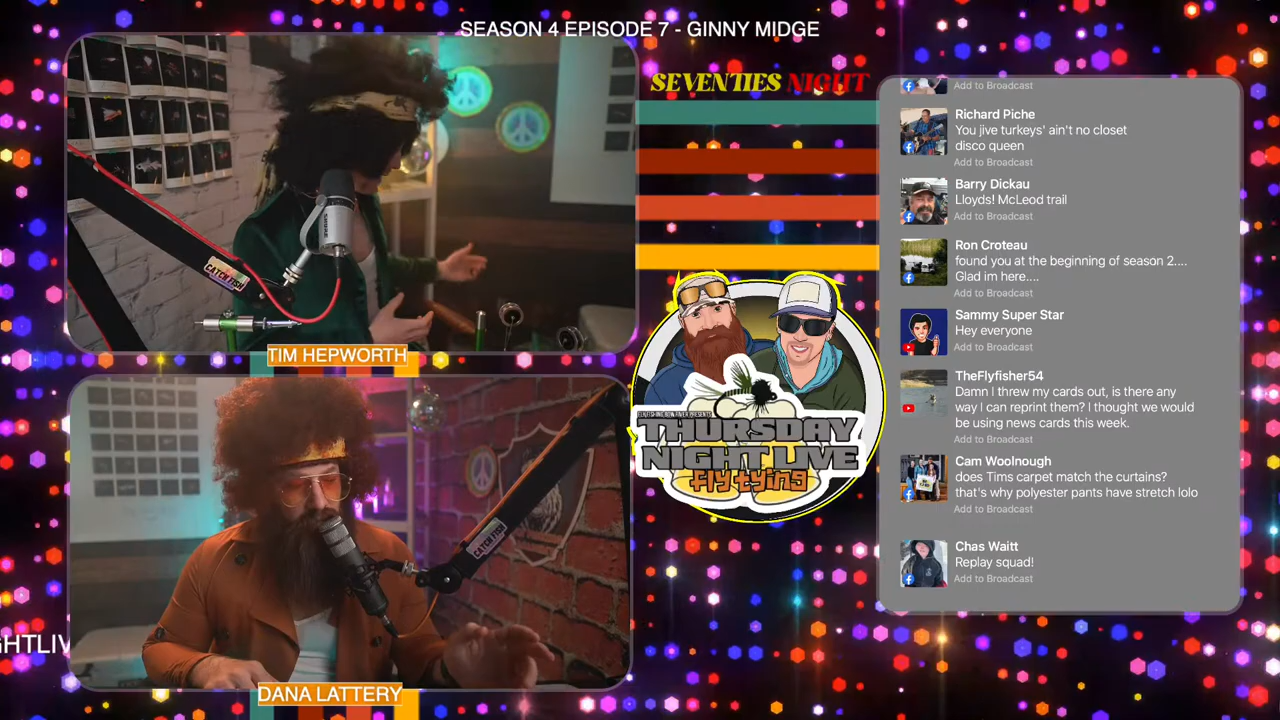 SEASON 4 EPISODE 7 - GINNY MIDGE
SEVENTIES NIGHT
CATCH FISH
SHURE
TIM HEPWORTH
CATCH FISH
DANA LATTERY
GHTLIV
THURSDAY
NIGHT LIVE
fly tying
Add to Broadcast
Richard Piche
You jive turkeys' ain't no closet
disco queen
Add to Broadcast
Barry Dickau
Lloyds! McLeod trail
Add to Broadcast
Ron Croteau
found you at the beginning of season 2....
Glad im here....
Add to Broadcast
Sammy Super Star
Hey everyone
Add to Broadcast
TheFlyfisher54
Damn I threw my cards out, is there any
way I can reprint them? I thought we would
be using news cards this week.
Add to Broadcast
Cam Woolnough
does Tims carpet match the curtains?
that's why polyester pants have stretch lolo
Add to Broadcast
Chas Waitt
Replay squad!
Add to Broadcast